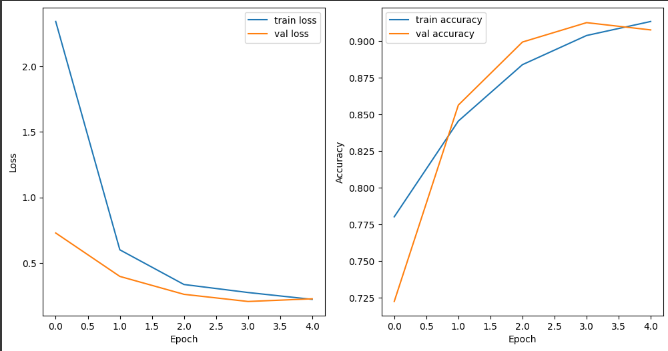 train loss
val loss
2.0
1.5
1.0
0.5
Loss
0.0 0.5 1.0 1.5 2.0 2.5 3.0 3.5 4.0
Epoch
train accuracy
val accuracy
0.900
0.875
0.850
0.825
0.800
0.775
0.750
0.725
Accuracy
0.0 0.5 1.0 1.5 2.0 2.5 3.0 3.5 4.0
Epoch